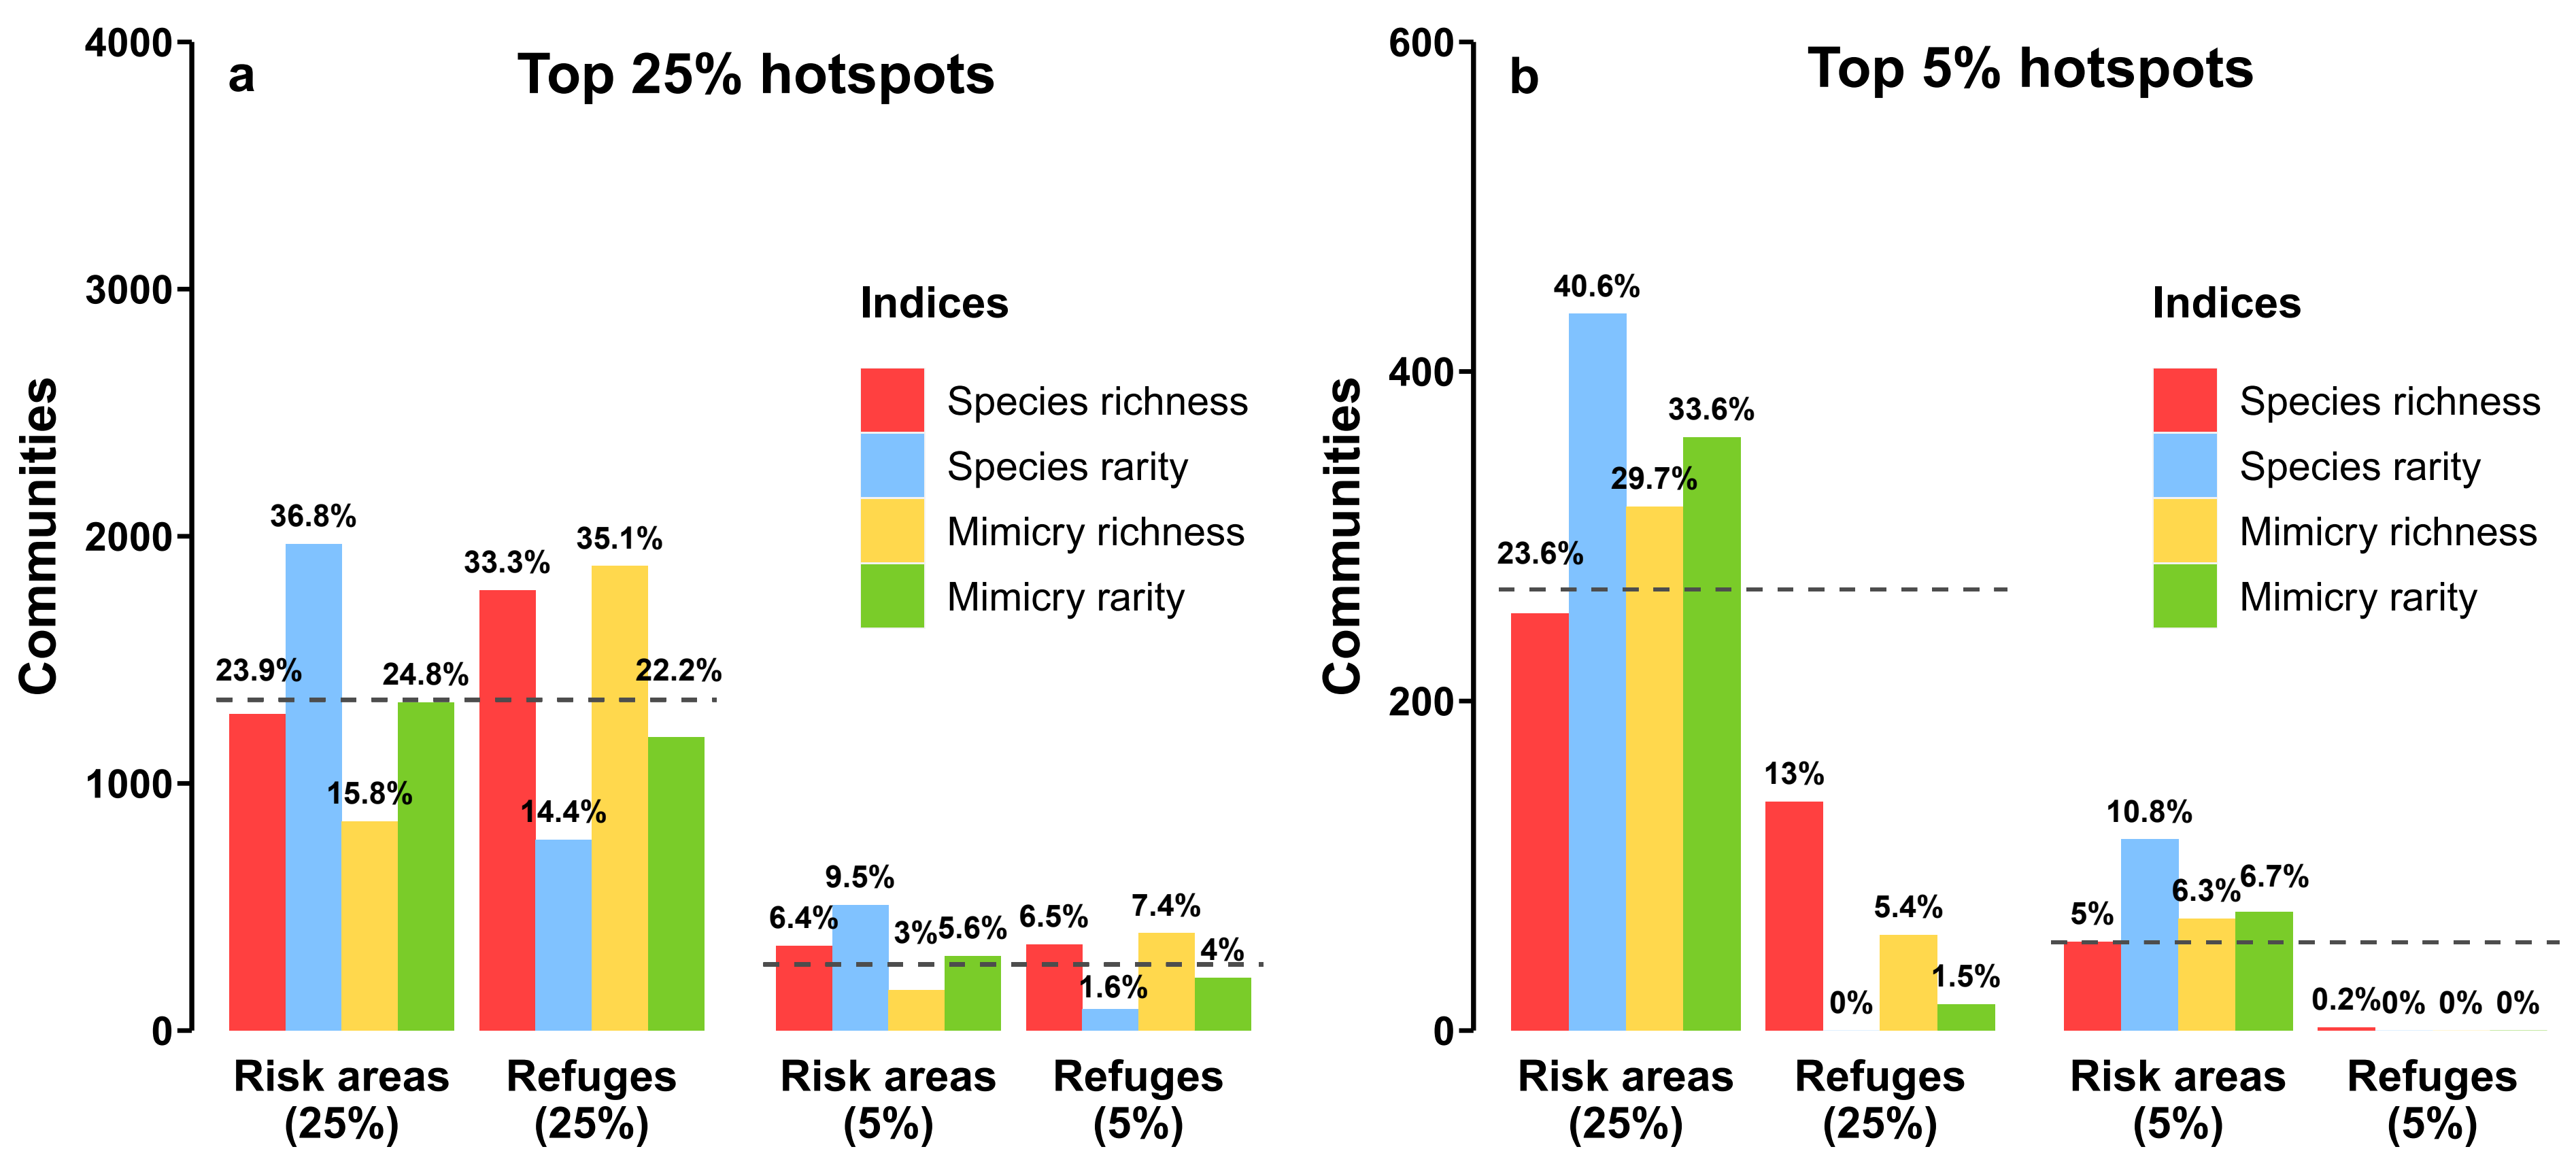 a
Top 25% hotspots
Communities
4000
3000
2000
1000
0
36.8%
23.9%
15.8%
24.8%
33.3%
14.4%
35.1%
22.2%
6.4%
9.5%
3%
5.6%
6.5%
1.6%
7.4%
4%
Indices
Species richness
Species rarity
Mimicry richness
Mimicry rarity
Risk areas
(25%)
Refuges
(25%)
Risk areas
(5%)
Refuges
(5%)
b
Top 5% hotspots
Communities
600
400
200
0
23.6%
40.6%
29.7%
33.6%
13%
0%
5.4%
1.5%
5%
10.8%
6.3%
6.7%
0.2%
0%
0%
0%
Indices
Species richness
Species rarity
Mimicry richness
Mimicry rarity
Risk areas
(25%)
Refuges
(25%)
Risk areas
(5%)
Refuges
(5%)